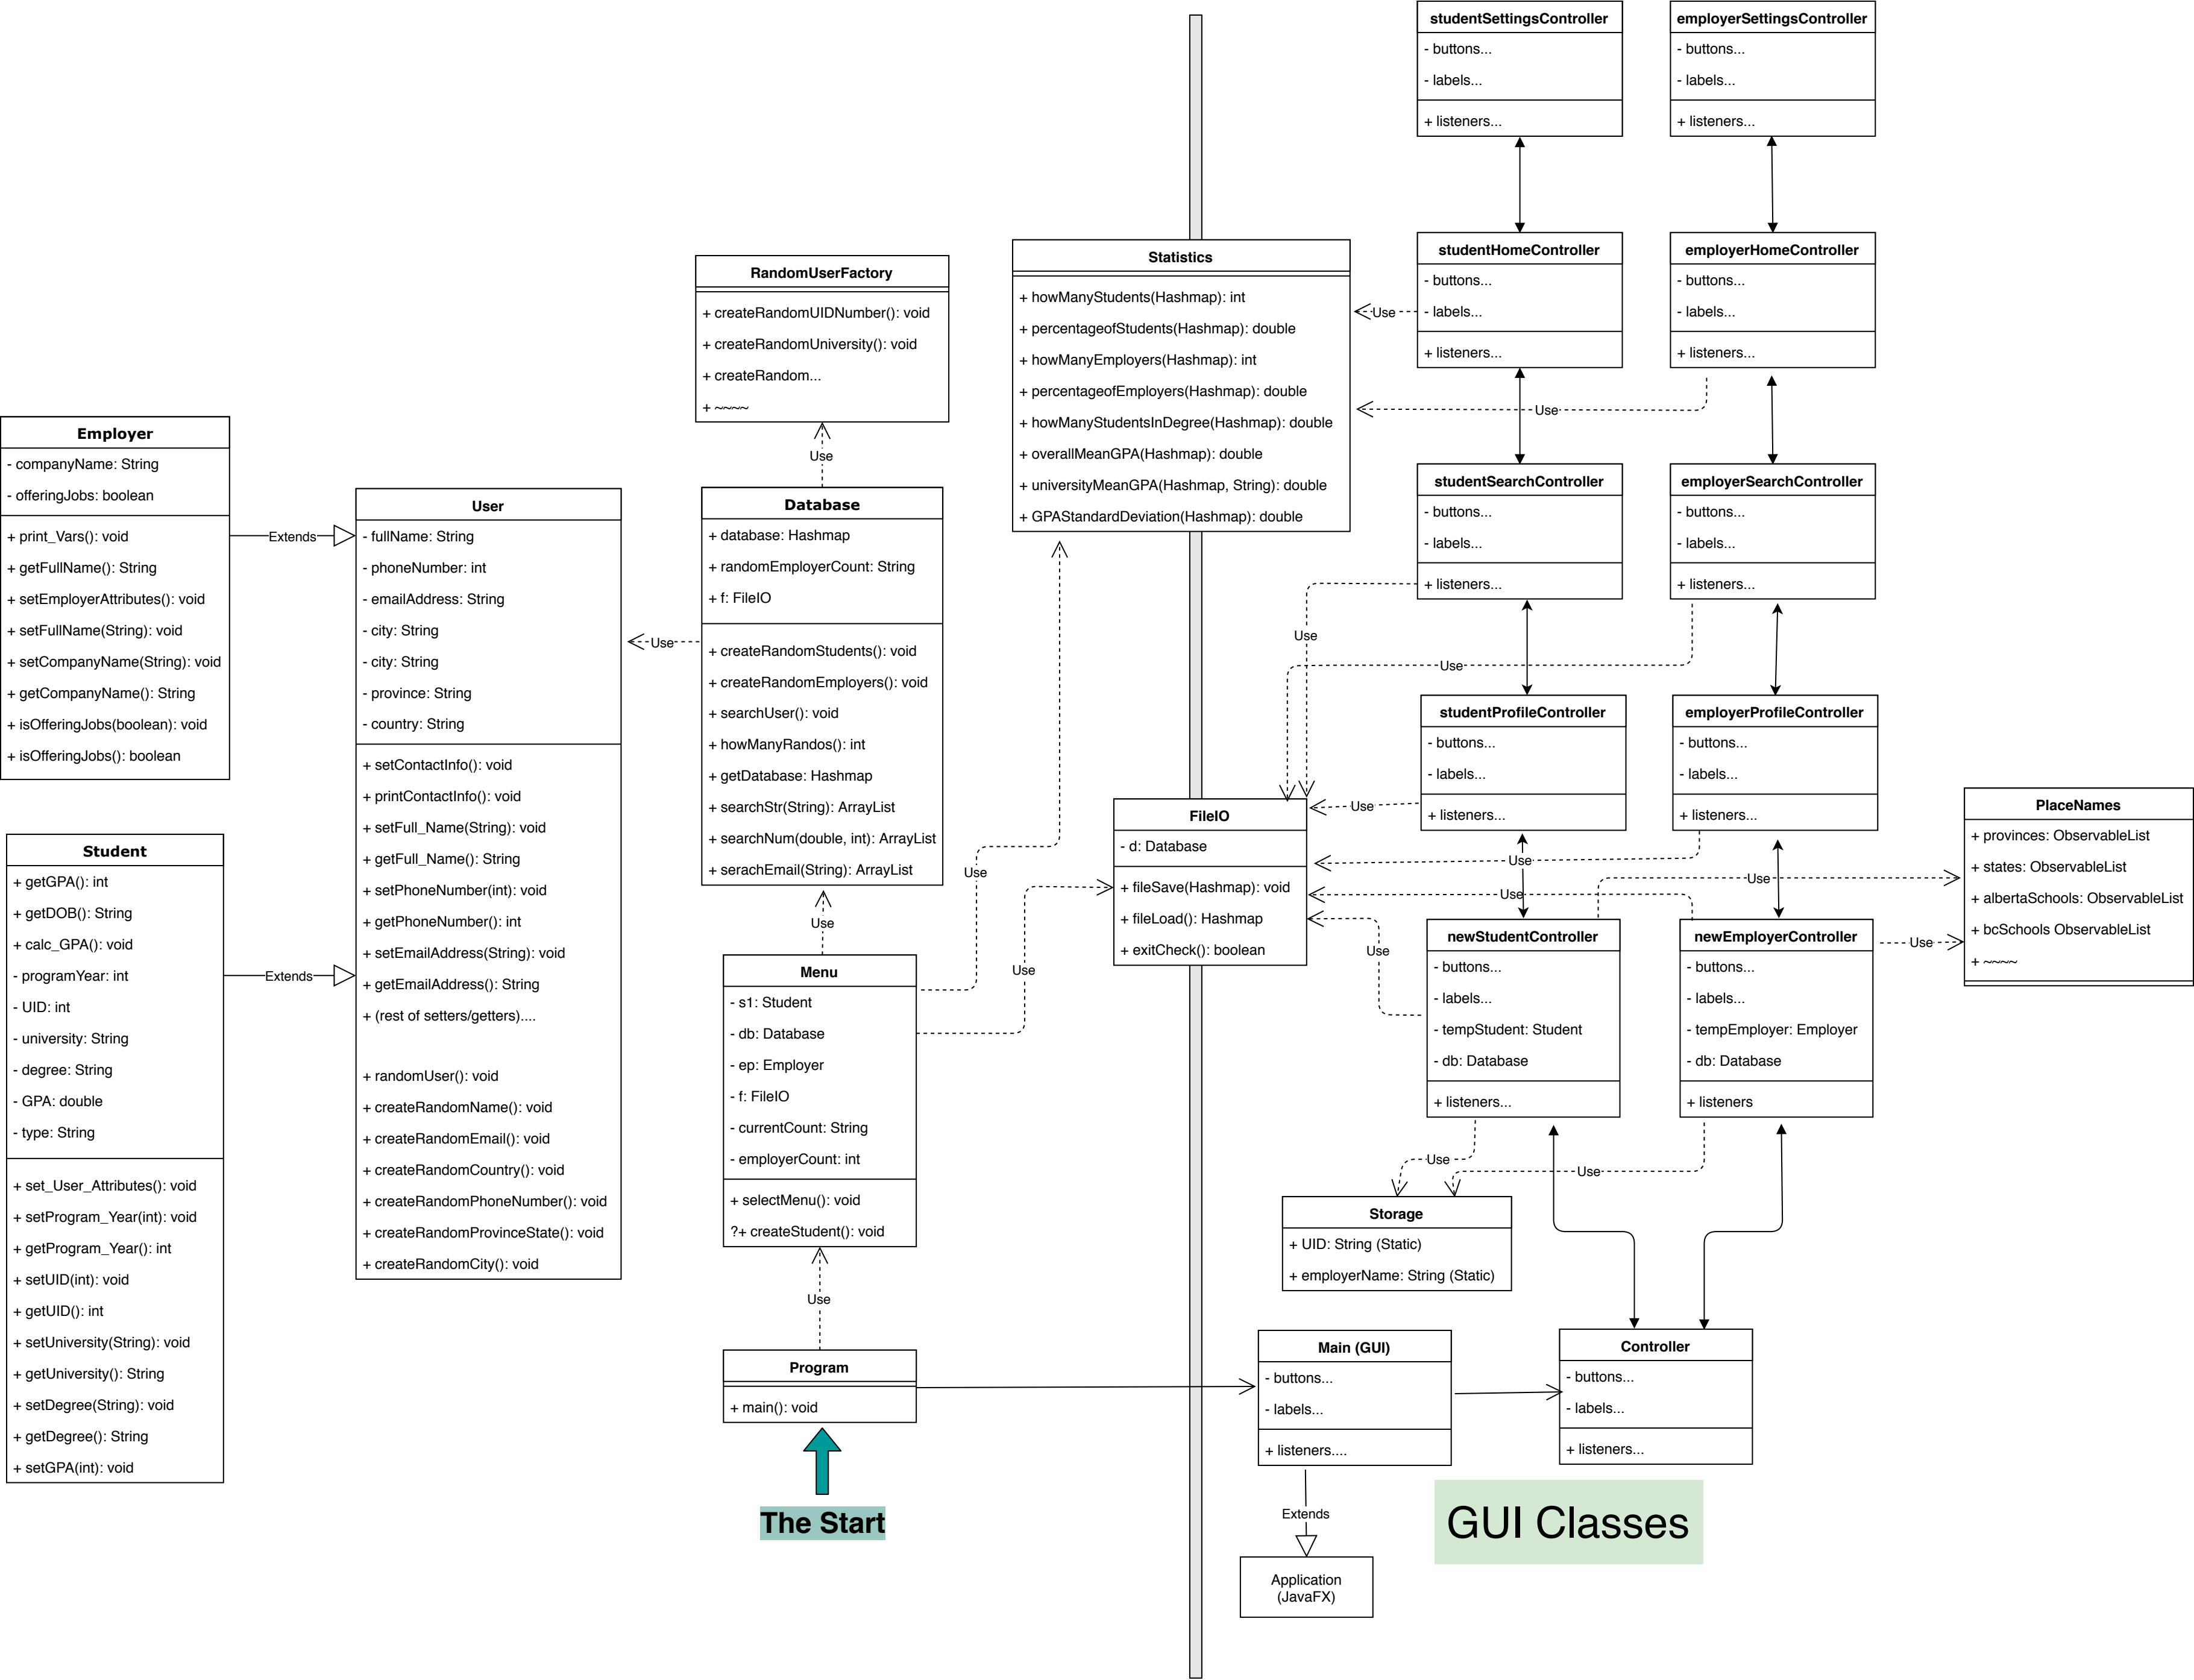 Employer
- companyName: String
- offeringJobs: boolean
+ print_Vars(): void
+ getFullName(): String
+ setEmployerAttributes(): void
+ setFullName(String): void
+ setCompanyName(String): void
+ getCompanyName(): String
+ isOfferingJobs(boolean): void
+ isOfferingJobs(): boolean
Extends
Student
+ getGPA(): int
+ getDOB(): String
+ calc_GPA(): void
- programYear: int
- UID: int
- university: String
- degree: String
- GPA: double
- type: String
+ set_User_Attributes(): void
+ setProgram_Year(int): void
+ getProgram_Year(): int
+ setUID(int): void
+ getUID(): int
+ setUniversity(String): void
+ getUniversity(): String
+ setDegree(String): void
+ getDegree(): String
+ setGPA(int): void
Extends
User
- fullName: String
- phoneNumber: int
- emailAddress: String
- city: String
- city: String
- province: String
- country: String
+ setContactInfo(): void
+ printContactInfo(): void
+ setFull_Name(String): void
+ getFull_Name(): String
+ setPhoneNumber(int): void
+ getPhoneNumber(): int
+ setEmailAddress(String): void
+ getEmailAddress(): String
+ (rest of setters/getters)....
+ randomUser(): void
+ createRandomName(): void
+ createRandomEmail(): void
+ createRandomCountry(): void
+ createRandomPhoneNumber(): void
+ createRandomProvinceState(): void
+ createRandomCity(): void
Use
RandomUserFactory
+ createRandomUIDNumber(): void
+ createRandomUniversity(): void
+ createRandom...
+ ~~~~
Use
Database
+ database: Hashmap
+ randomEmployerCount: String
+ f: FileIO
+ createRandomStudents(): void
+ createRandomEmployers(): void
+ searchUser(): void
+ howManyRandos(): int
+ getDatabase: Hashmap
+ searchStr(String): ArrayList
+ searchNum(double, int): ArrayList
+ serachEmail(String): ArrayList
Use
Menu
- s1: Student
- db: Database
- ep: Employer
- f: FileIO
- currentCount: String
- employerCount: int
+ selectMenu(): void
?+ createStudent(): void
Use
Program
+ main(): void
The Start
Use
Use
Statistics
+ howManyStudents(Hashmap): int
+ percentageofStudents(Hashmap): double
+ howManyEmployers(Hashmap): int
+ percentageofEmployers(Hashmap): double
+ howManyStudentsInDegree(Hashmap): double
+ overallMeanGPA(Hashmap): double
+ universityMeanGPA(Hashmap, String): double
+ GPAStandardDeviation(Hashmap): double
Use
Use
FileIO
- d: Database
+ fileSave(Hashmap): void
+ fileLoad(): Hashmap
+ exitCheck(): boolean
Use
Use
Use
Use
Use
Use
studentSettingsController
- buttons...
- labels...
+ listeners...
employerSettingsController
- buttons...
- labels...
+ listeners...
studentHomeController
- buttons...
- labels...
+ listeners...
employerHomeController
- buttons...
- labels...
+ listeners...
studentSearchController
- buttons...
- labels...
+ listeners...
employerSearchController
- buttons...
- labels...
+ listeners...
studentProfileController
- buttons...
- labels...
+ listeners...
employerProfileController
- buttons...
- labels...
+ listeners...
newStudentController
- buttons...
- labels...
- tempStudent: Student
- db: Database
+ listeners...
newEmployerController
- buttons...
- labels...
- tempEmployer: Employer
- db: Database
+ listeners
Use
Use
PlaceNames
+ provinces: ObservableList
+ states: ObservableList
+ albertaSchools: ObservableList
+ bcSchools ObservableList
+ ~~~~
Use
Use
Storage
+ UID: String (Static)
+ employerName: String (Static)
Main (GUI)
- buttons...
- labels...
+ listeners....
Controller
- buttons...
- labels...
+ listeners...
Extends
Application
(JavaFX)
GUI Classes